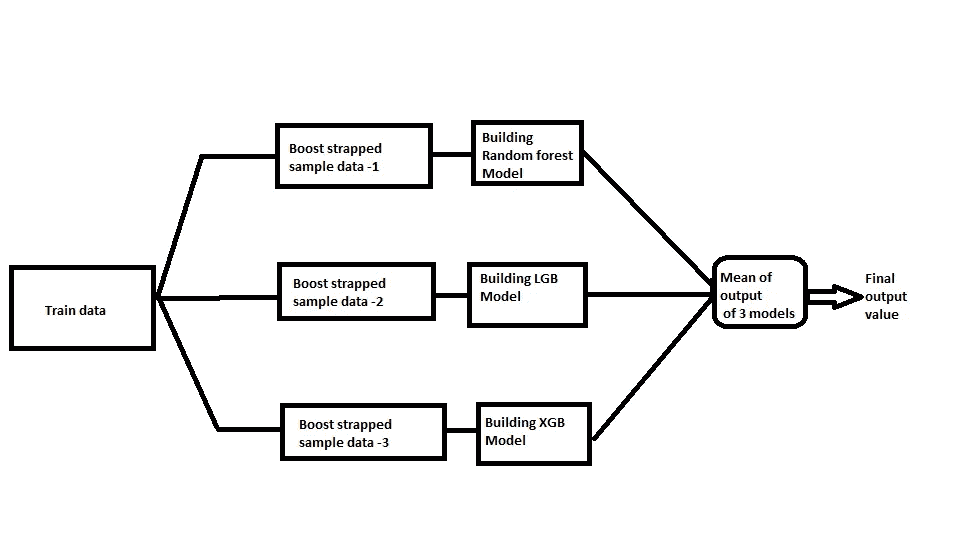 Train data
Boost strapped
sample data -1
Building
Random forest
Model
Boost strapped
sample data -2
Building LGB
Model
Boost strapped
sample data -3
Building XGB
Model
Mean of
output
of 3 models
Final
output
value